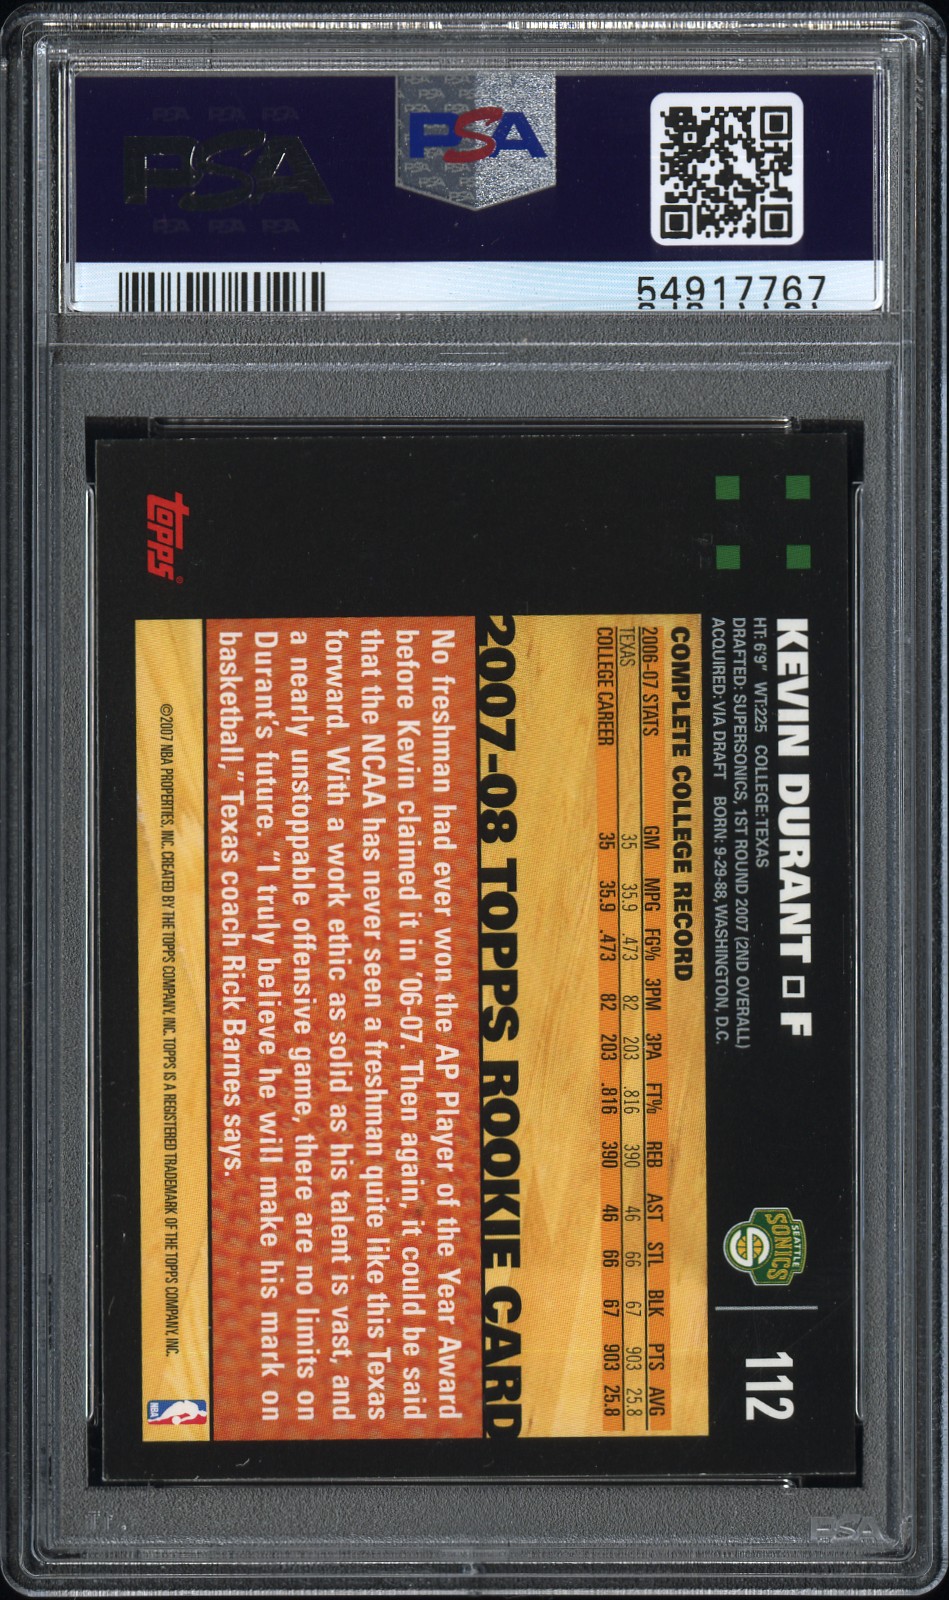 PSA
PSA
54917767
KEVIN DURANT □ F
HT: 6'9" WT:225 COLLEGE: TEXAS
DRAFTED: SUPERSONICS, 1ST ROUND 2007 (2ND OVERALL)
ACQUIRED: VIA DRAFT BORN: 9-29-88, WASHINGTON, D.C.
SEATTLE
SONICS
112
COMPLETE COLLEGE RECORD
2006-07 STATS GM MPG FG% 3PM 3PA FT% REB AST STL BLK PTS AVG
TEXAS 35 35.9 .473 82 203 .816 390 46 66 67 903 25.8
COLLEGE CAREER 35 35.9 .473 82 203 .816 390 46 66 67 903 25.8
2007-08 TOPPS ROOKIE CARD
No freshman had ever won the AP Player of the Year Award
before Kevin claimed it in '06-07. Then again, it could be said
that the NCAA has never seen a freshman quite like this Texas
forward. With a work ethic as solid as his talent is vast, and
a nearly unstoppable offensive game, there are no limits on
Durant's future. "I truly believe he will make his mark on
basketball," Texas coach Rick Barnes says.
©2007 NBA PROPERTIES, INC. CREATED BY THE TOPPS COMPANY, INC. TOPPS IS A REGISTERED TRADEMARK OF THE TOPPS COMPANY, INC.
topps®
NBA
PSA